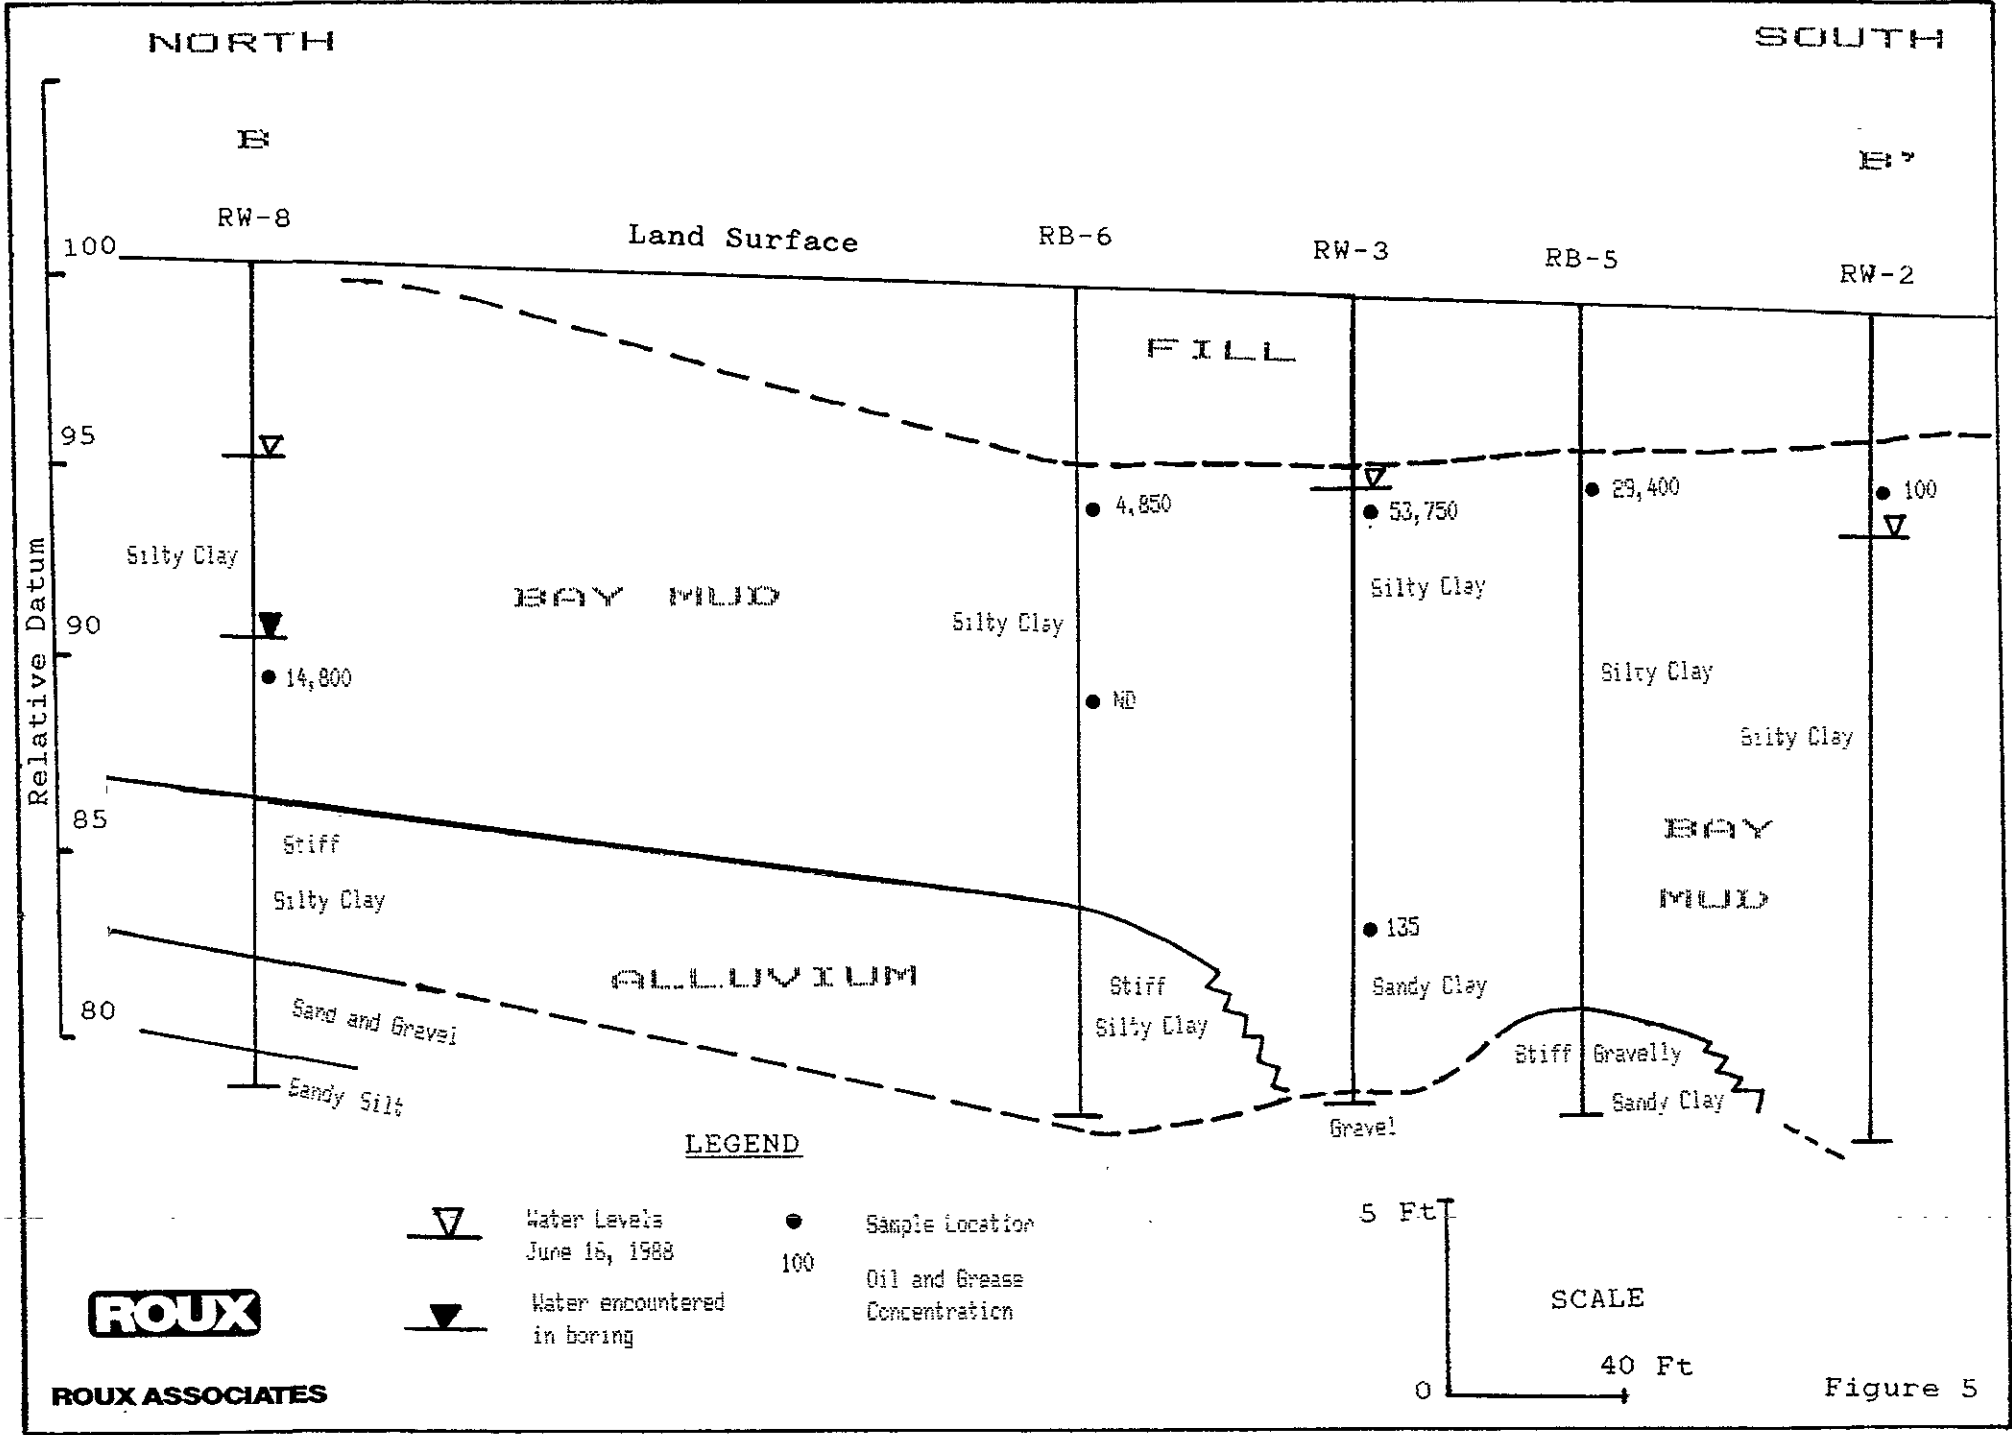 NORTH
SOUTH
B
B'
RW-8
Land Surface
RB-6
RW-3
RB-5
RW-2
100
FILL
95
29,400
100
4,850
53,750
Silty Clay
BAY MUD
Silty Clay
90
Silty Clay
14,800
Silty Clay
ND
Silty Clay
Relative Datum
85
Stiff
BAY
MUD
Silty Clay
135
ALLUVIUM
Stiff
Sandy Clay
80
Sand and Gravel
Silty Clay
Stiff Gravelly
Sandy Clay
Sandy Silt
Gravel
LEGEND
Water Levels
June 16, 1988
Sample Location
100
Oil and Grease
Concentration
Water encountered
in boring
5 Ft
SCALE
40 Ft
0
Figure 5
ROUX
ROUX ASSOCIATES